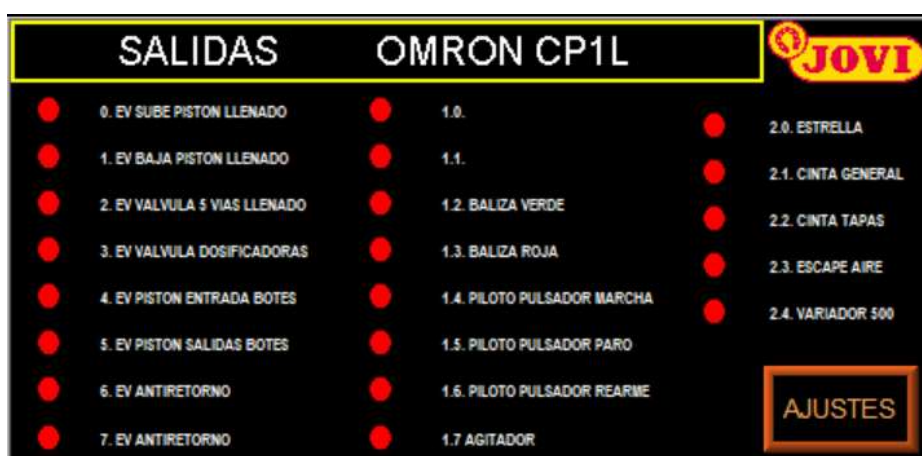 SALIDAS OMRON CP1L
JOVI
0. EV SUBE PISTON LLENADO
1. EV BAJA PISTON LLENADO
2. EV VALVULA 5 VIAS LLENADO
3. EV VALVULA DOSIFICADORAS
4. EV PISTON ENTRADA BOTES
5. EV PISTON SALIDAS BOTES
6. EV ANTIRETORNO
7. EV ANTIRETORNO
1.0.
1.1.
1.2. BALIZA VERDE
1.3. BALIZA ROJA
1.4. PILOTO PULSADOR MARCHA
1.5. PILOTO PULSADOR PARO
1.6. PILOTO PULSADOR REARME
1.7 AGITADOR
2.0. ESTRELLA
2.1. CINTA GENERAL
2.2. CINTA TAPAS
2.3. ESCAPE AIRE
2.4. VARIADOR 500
AJUSTES